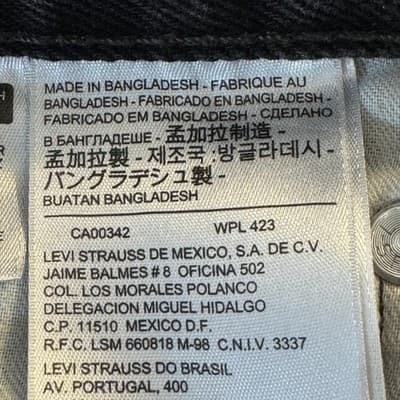 MADE IN BANGLADESH - FABRIQUE AU
BANGLADESH - FABRICADO EN BANGLADESH -
FABRICADO EM BANGLADESH - СДЕЛАНО
В БАНГЛАДЕШЕ - 孟加拉制造 -
孟加拉製 - 제조국 : 방글라데시 -
バングラデシュ製 -
BUATAN BANGLADESH
CA00342 WPL 423
LEVI STRAUSS DE MEXICO, S.A. DE C.V.
JAIME BALMES # 8 OFICINA 502
COL. LOS MORALES POLANCO
DELEGACION MIGUEL HIDALGO
C.P. 11510 MEXICO D.F.
R.F.C. LSM 660818 M-98 C.N.I.V. 3337
LEVI STRAUSS DO BRASIL
AV. PORTUGAL, 400